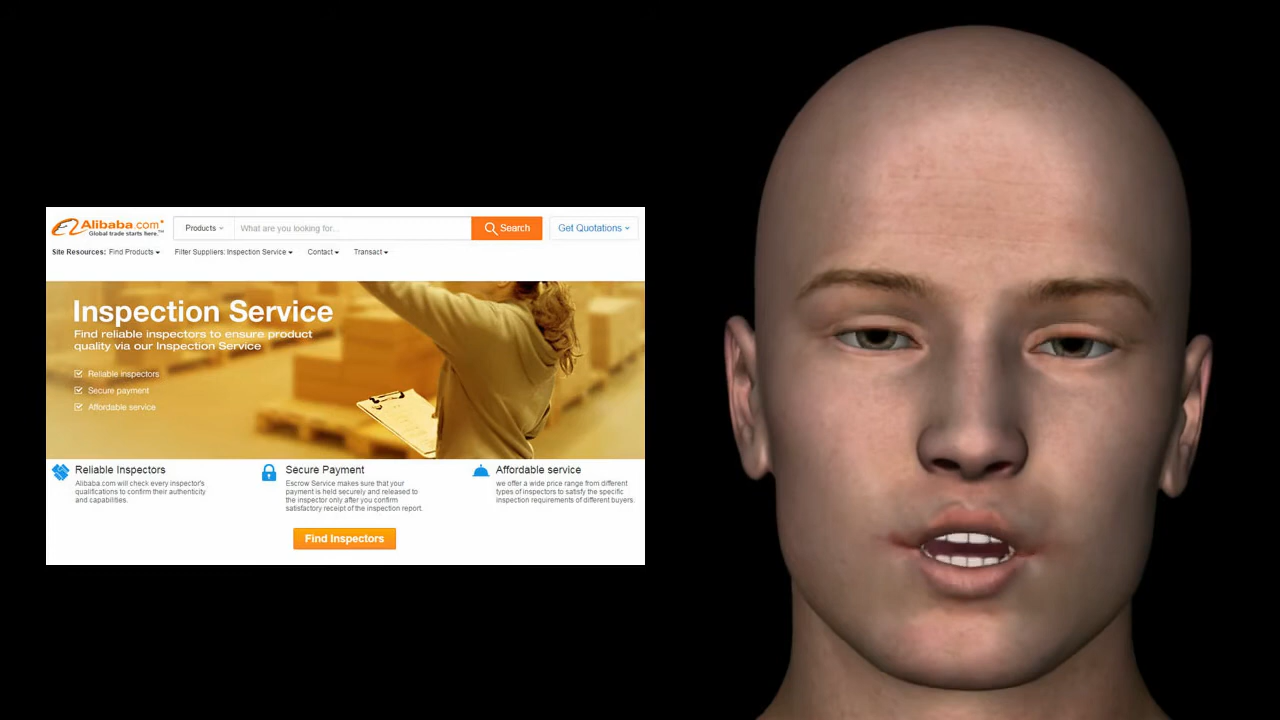 Alibaba.com
Global trade starts here.™
Products
What are you looking for...
Search
Get Quotations
Site Resources: Find Products Filter Suppliers: Inspection Service Contact Transact
Inspection Service
Find reliable inspectors to ensure product
quality via our Inspection Service
Reliable inspectors
Secure payment
Affordable service
Reliable Inspectors
Alibaba.com will check every inspector's
qualifications to confirm their authenticity
and capabilities.
Secure Payment
Escrow Service makes sure that your
payment is held securely and released to
the inspector only after you confirm
satisfactory receipt of the inspection report.
Affordable service
we offer a wide price range from different
types of inspectors to satisfy the specific
inspection requirements of different buyers.
Find Inspectors